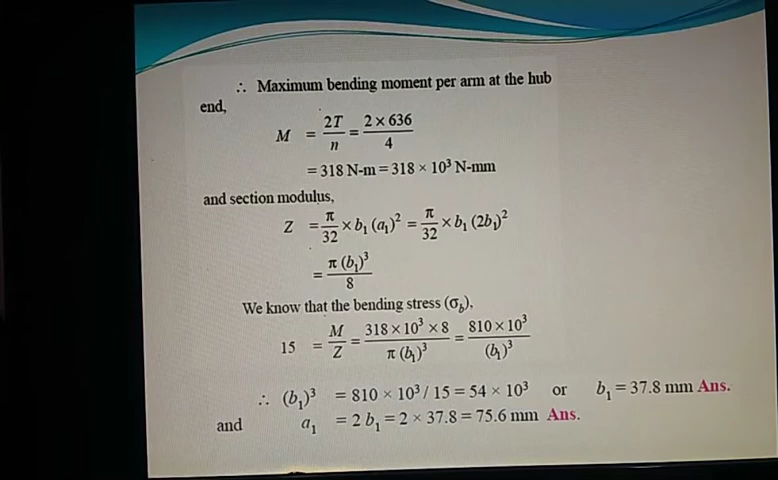 ∴ Maximum bending moment per arm at the hub
end,
M = 2T/n = 2 × 636/4
= 318 N-m = 318 × 10³ N-mm
and section modulus,
Z = π/32 × b₁ (a₁)² = π/32 × b₁ (2b₁)²
= π (b₁)³/8
We know that the bending stress (σb),
15 = M/Z = 318 × 10³ × 8/π (b₁)³ = 810 × 10³/(b₁)³
∴ (b₁)³ = 810 × 10³ / 15 = 54 × 10³ or b₁ = 37.8 mm Ans.
and a₁ = 2 b₁ = 2 × 37.8 = 75.6 mm Ans.